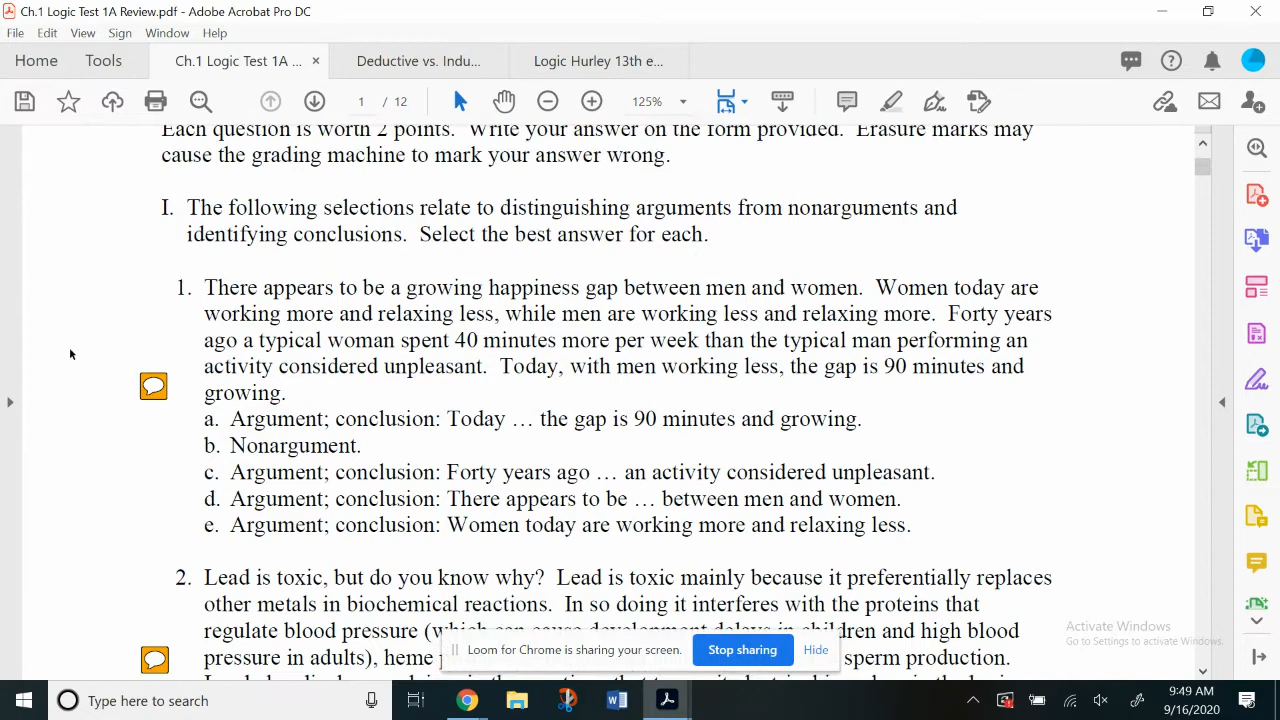 Ch.1 Logic Test 1A Review.pdf - Adobe Acrobat Pro DC
File Edit View Sign Window Help
Home Tools Ch.1 Logic Test 1A ... × Deductive vs. Indu... Logic Hurley 13th e...
1 / 12 125%
Each question is worth 2 points. Write your answer on the form provided. Erasure marks may
cause the grading machine to mark your answer wrong.
I. The following selections relate to distinguishing arguments from nonarguments and
identifying conclusions. Select the best answer for each.
1. There appears to be a growing happiness gap between men and women. Women today are
working more and relaxing less, while men are working less and relaxing more. Forty years
ago a typical woman spent 40 minutes more per week than the typical man performing an
activity considered unpleasant. Today, with men working less, the gap is 90 minutes and
growing.
a. Argument; conclusion: Today … the gap is 90 minutes and growing.
b. Nonargument.
c. Argument; conclusion: Forty years ago … an activity considered unpleasant.
d. Argument; conclusion: There appears to be … between men and women.
e. Argument; conclusion: Women today are working more and relaxing less.
2. Lead is toxic, but do you know why? Lead is toxic mainly because it preferentially replaces
other metals in biochemical reactions. In so doing it interferes with the proteins that
regulate blood pressure (which can cause development delays in children and high blood
pressure in adults), heme sperm production.
Activate Windows
Go to Settings to activate Windows.
Loom for Chrome is sharing your screen. Stop sharing Hide
Type here to search
9:49 AM
9/16/2020